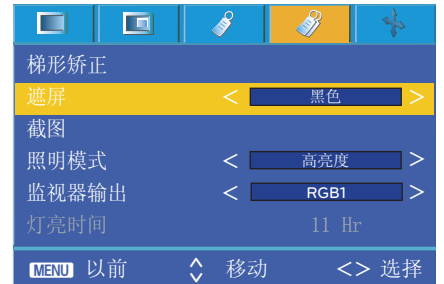 梯形矫正
遮屏 < 黑色 >
截图
照明模式 < 高亮度 >
监视器输出 < RGB1 >
灯亮时间 11 Hr
MENU 以前 移动 <> 选择